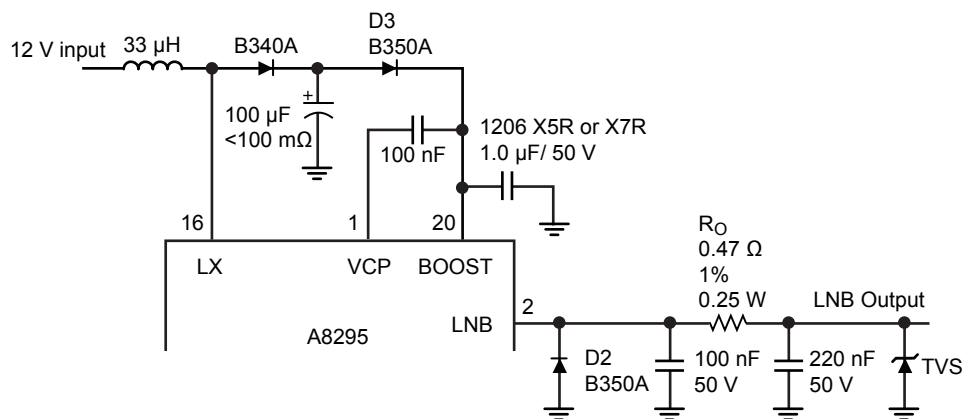 D3
12 V input
33 µH
B340A
B350A
+
100 µF
<100 mΩ
100 nF
1206 X5R or X7R
1.0 µF/ 50 V
16
1
20
LX
VCP
BOOST
R_O
0.47 Ω
1%
0.25 W
LNB Output
LNB
2
A8295
D2
B350A
100 nF
50 V
220 nF
50 V
TVS